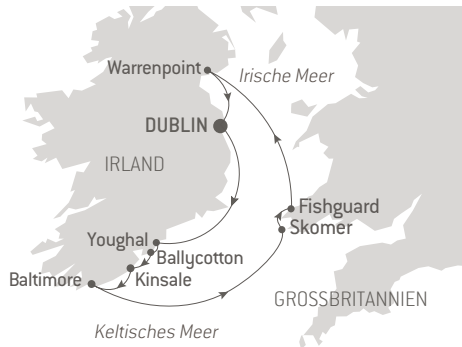 Warrenpoint
Irische Meer
DUBLIN
IRLAND
Fishguard
Skomer
Youghal
Ballycotton
Baltimore
Kinsale
GROSSBRITANNIEN
Keltisches Meer